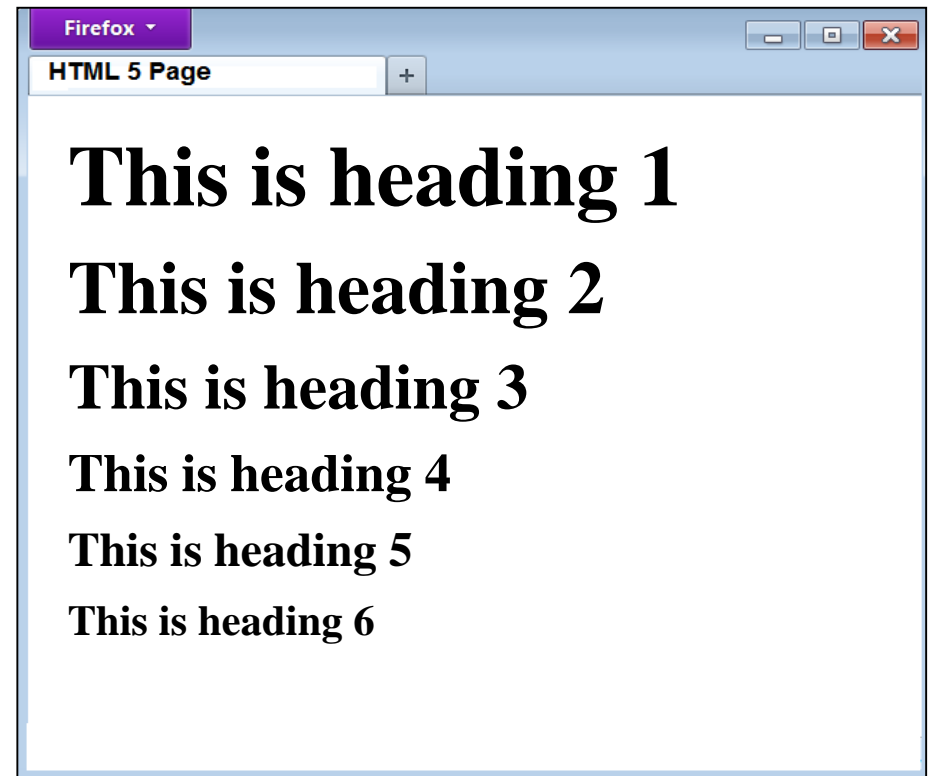 Firefox
HTML 5 Page
+
This is heading 1
This is heading 2
This is heading 3
This is heading 4
This is heading 5
This is heading 6